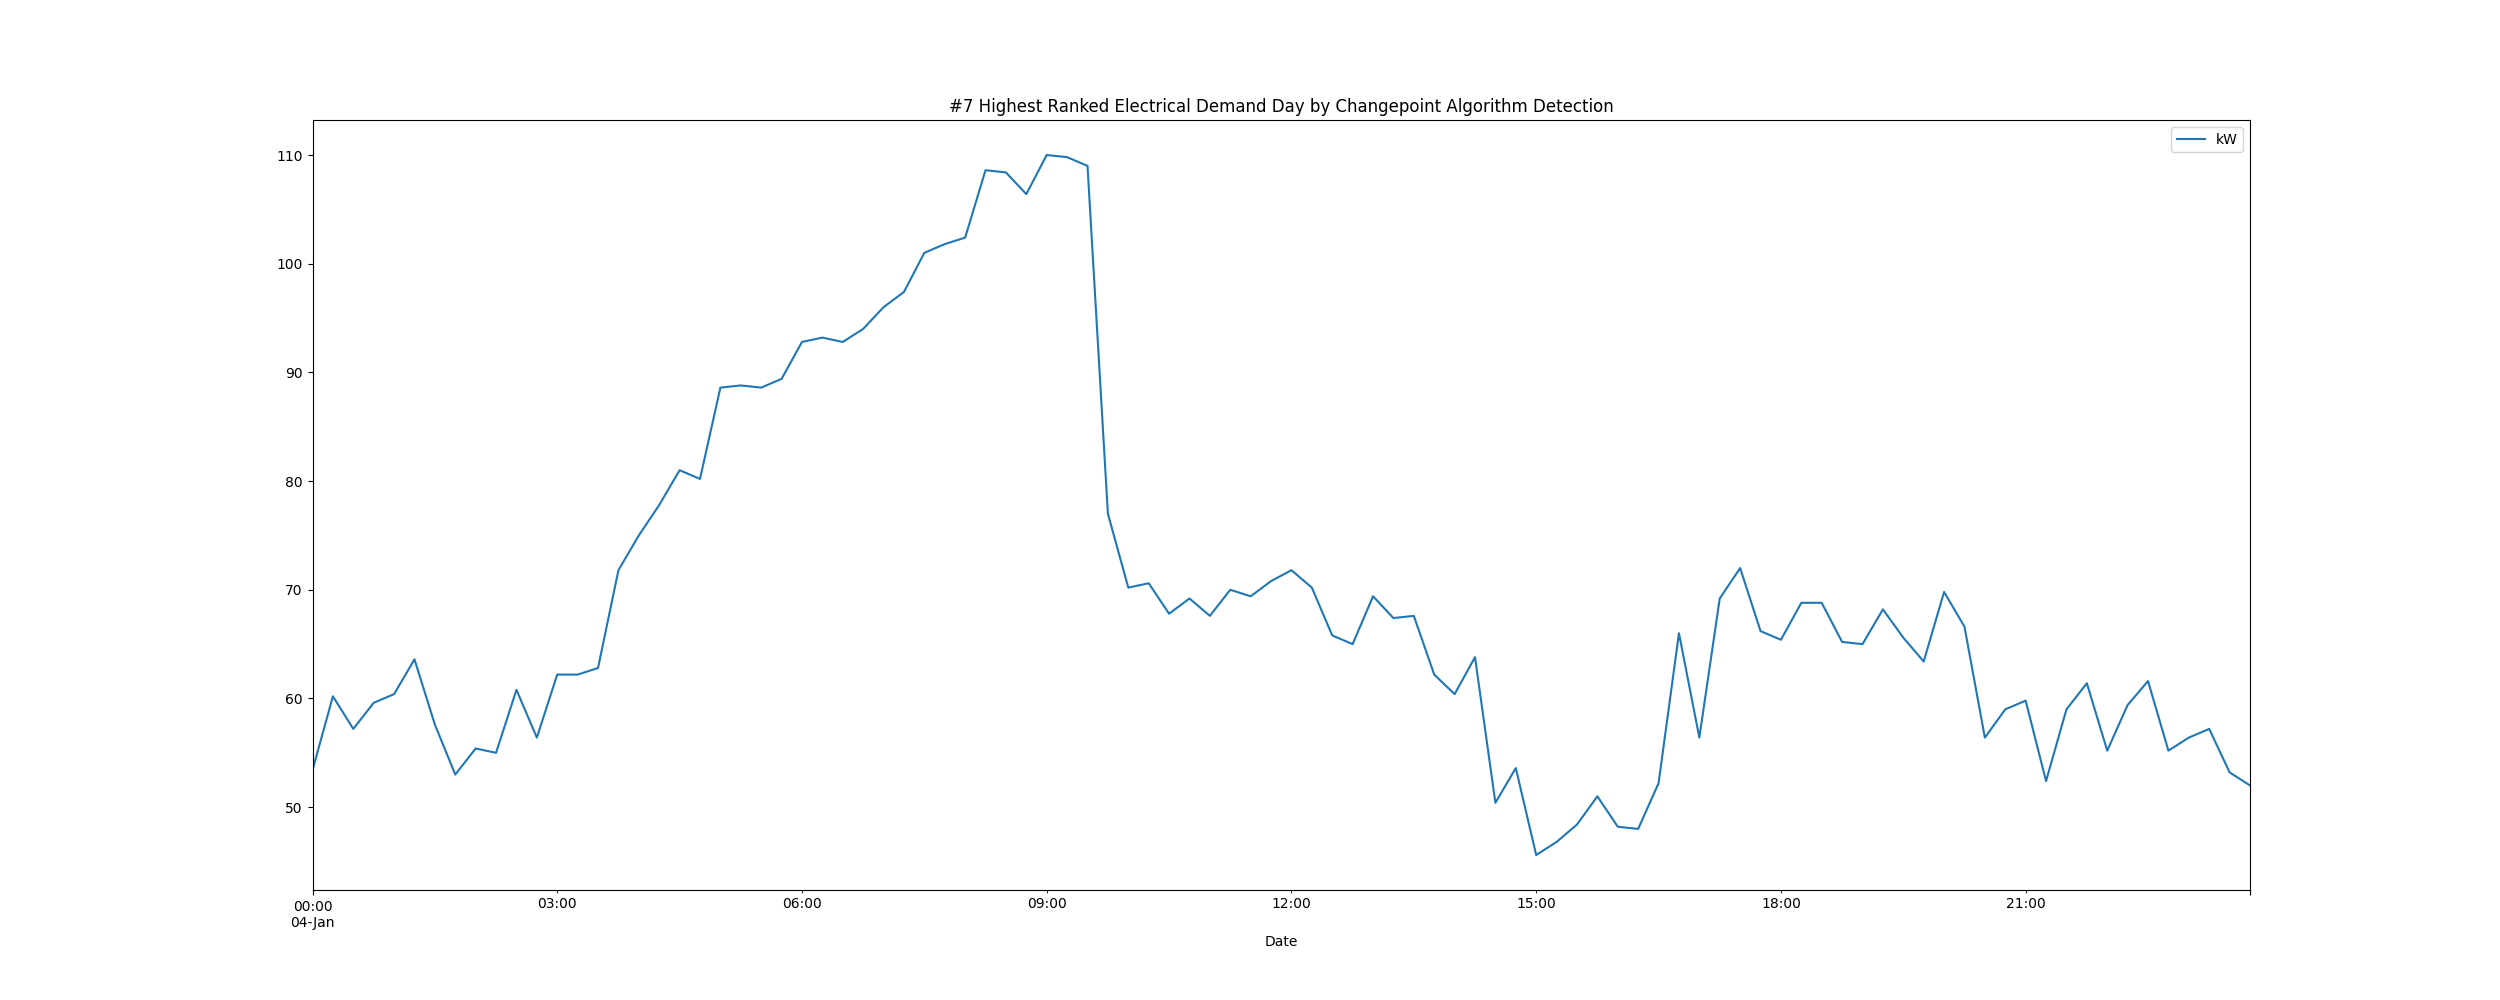 #7 Highest Ranked Electrical Demand Day by Changepoint Algorithm Detection
kW
110
100
90
80
70
60
50
00:00 03:00 06:00 09:00 12:00 15:00 18:00 21:00
04-Jan
Date